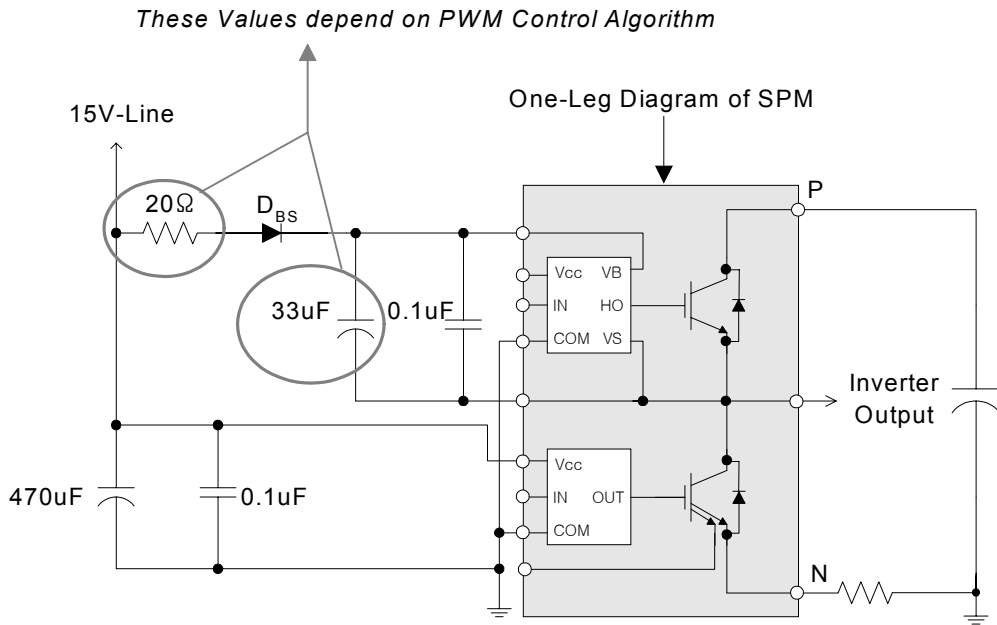 These Values depend on PWM Control Algorithm
One-Leg Diagram of SPM
15V-Line
P
20Ω
DBS
Vcc VB
33uF 0.1uF
IN HO
COM VS
Inverter
Output
Vcc
470uF 0.1uF
IN OUT
COM
N